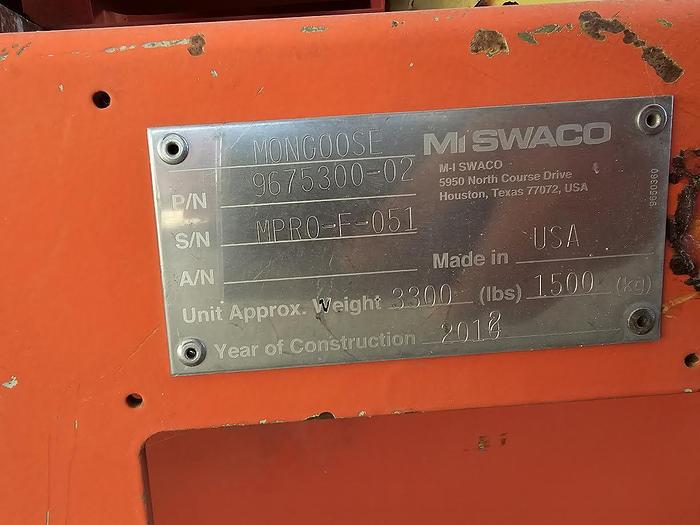 MONGOOSE
Mi SWACO
P/N 9675300-02
M-I SWACO
5950 North Course Drive
Houston, Texas 77072, USA
S/N MPRO-F-051
A/N
Made in USA
Unit Approx. Weight 3300 (lbs) 1500 (kg)
Year of Construction
9650360